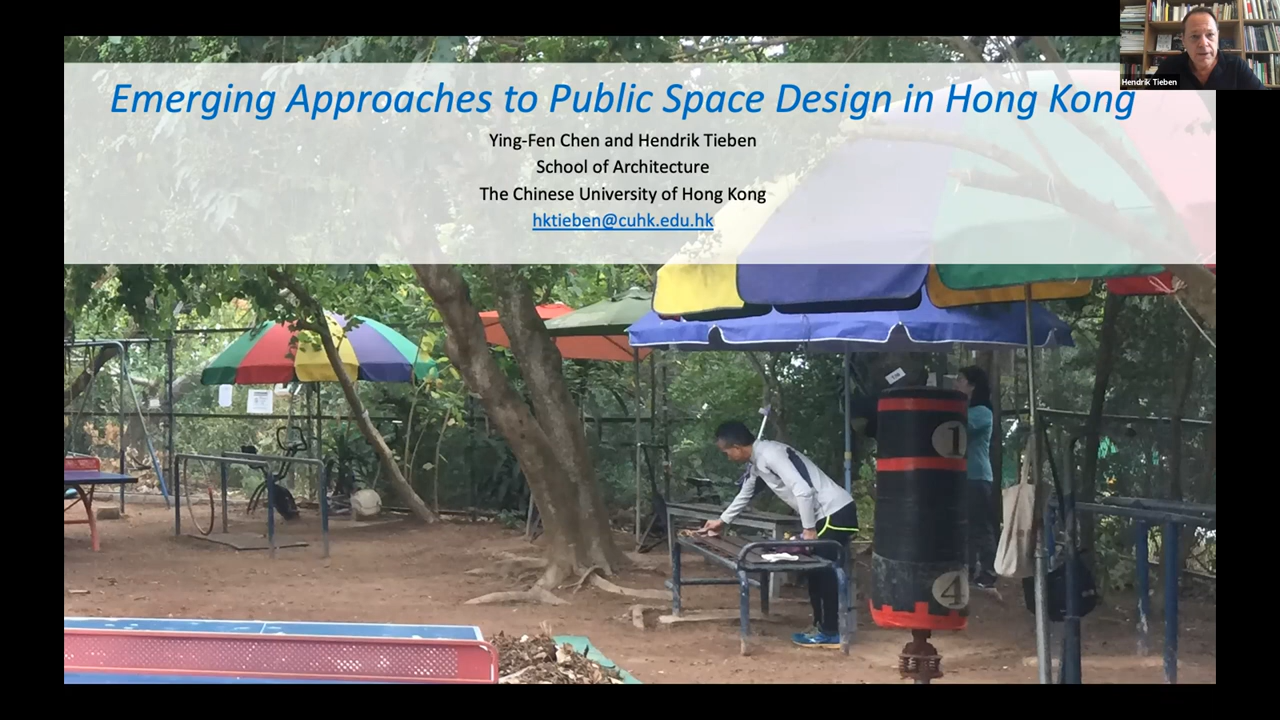 Emerging Approaches to Public Space Design in Hong Kong
Ying-Fen Chen and Hendrik Tieben
School of Architecture
The Chinese University of Hong Kong
hktieben@cuhk.edu.hk
Hendrik Tieben
1
4